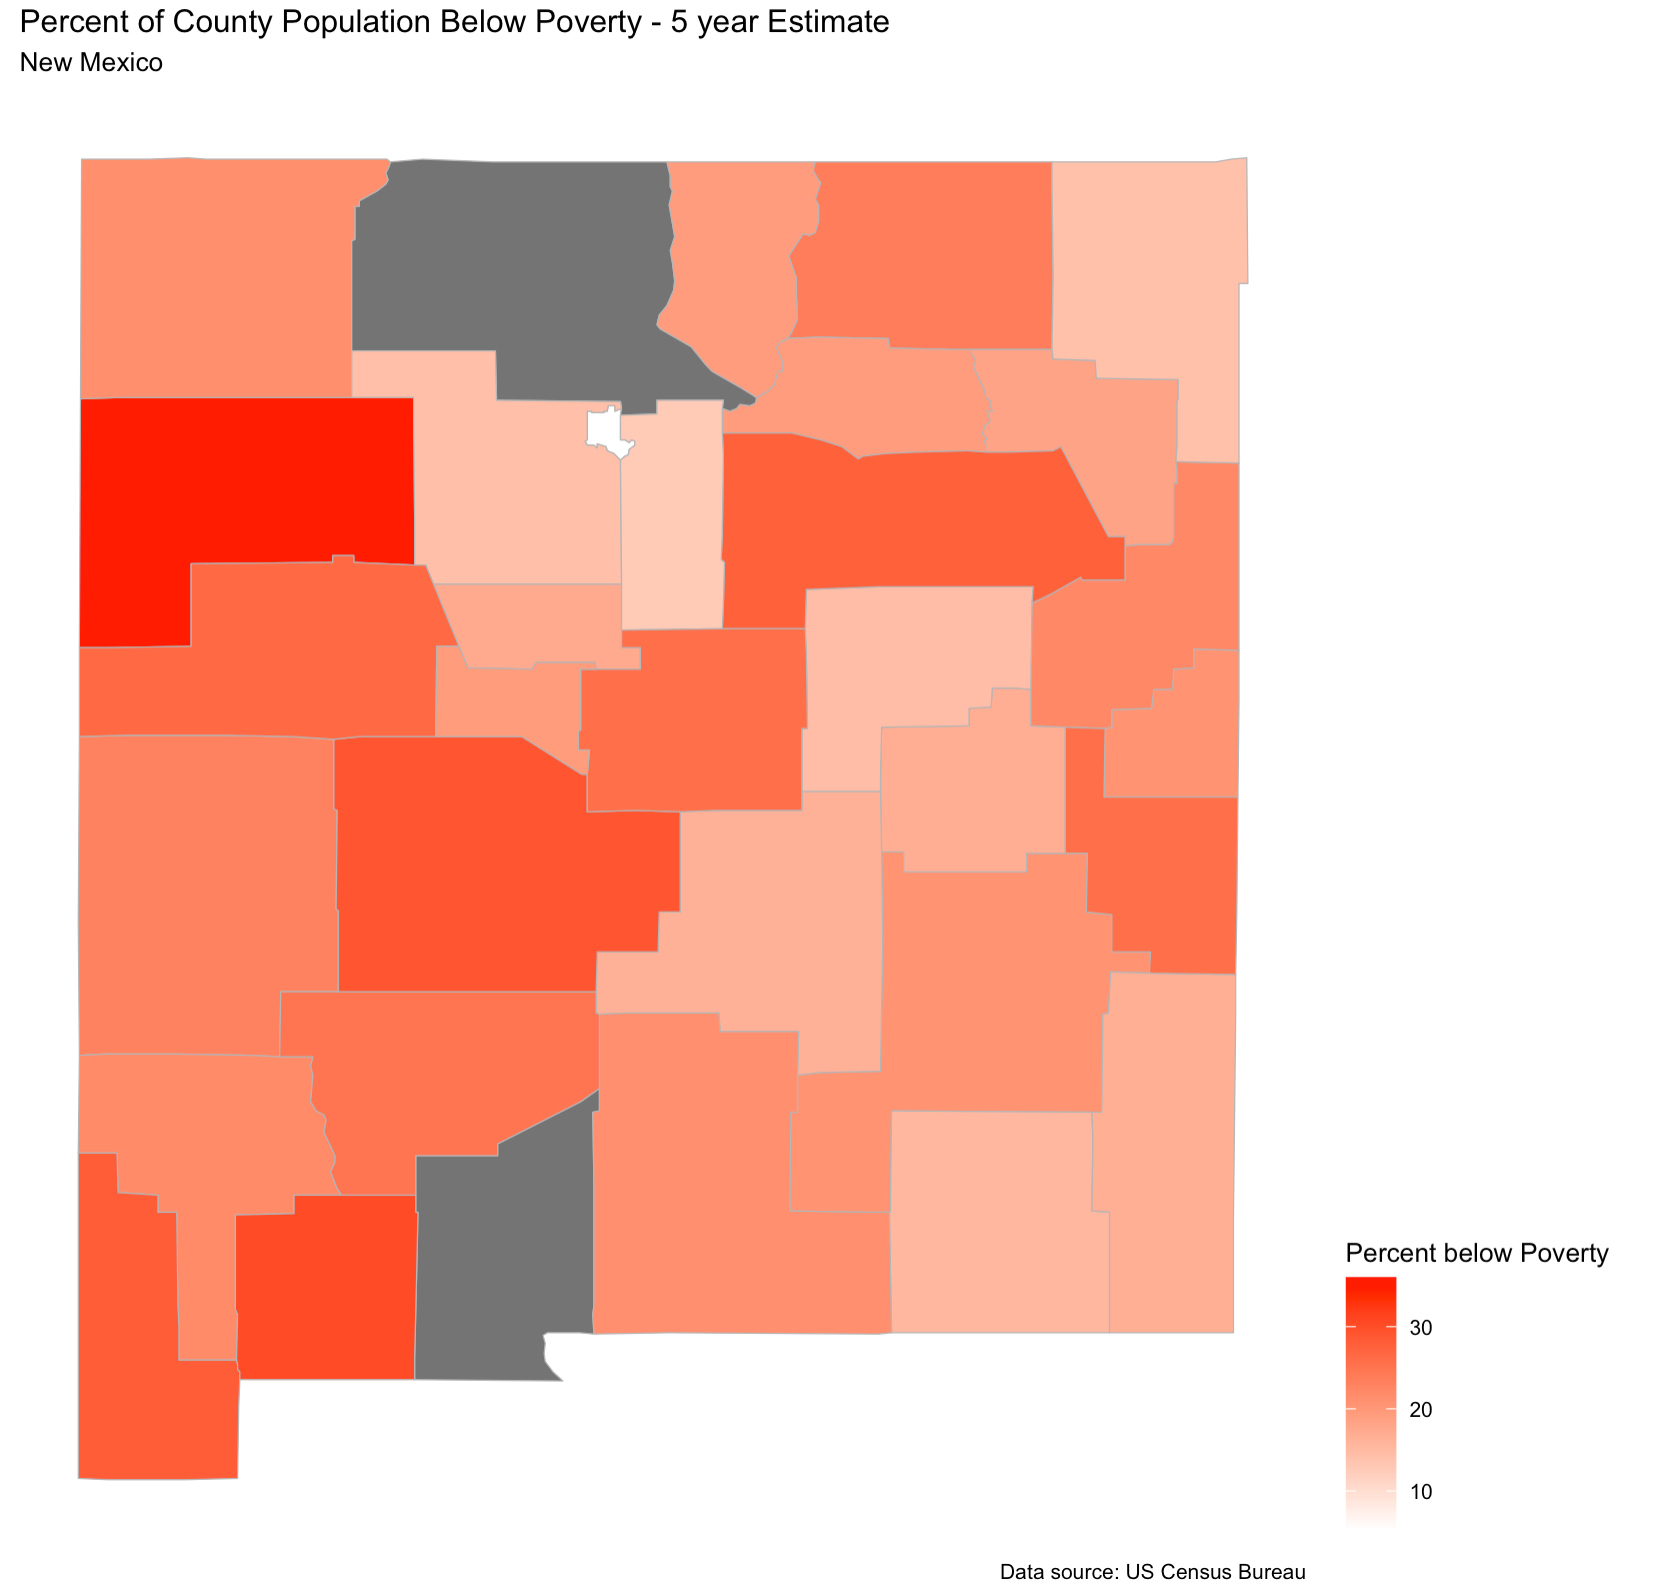 Percent of County Population Below Poverty - 5 year Estimate
New Mexico
Percent below Poverty
30
20
10
Data source: US Census Bureau